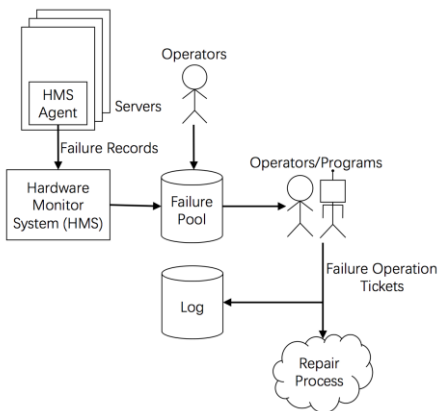 Operators
HMS
Agent
Servers
Failure Records
Operators/Programs
Hardware
Monitor
System (HMS)
Failure
Pool
Failure Operation
Tickets
Log
Repair
Process